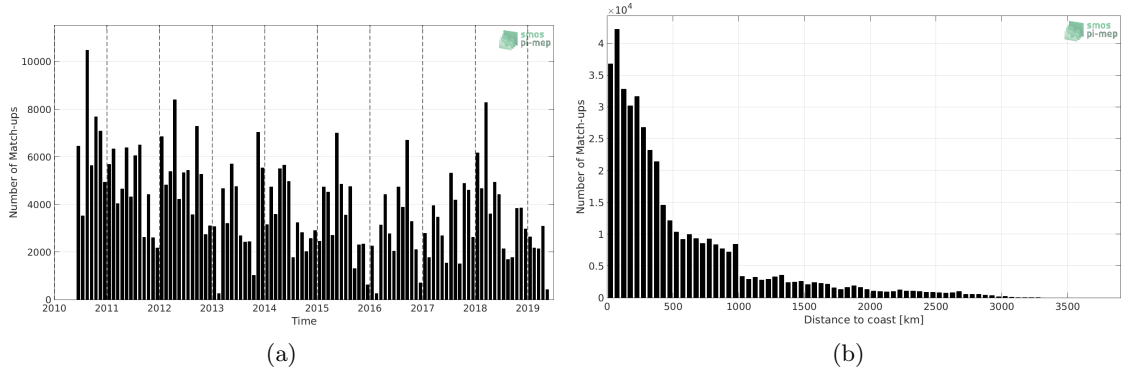 smos
pi-mep
10000
8000
6000
4000
2000
0
Number of Match-ups
2010 2011 2012 2013 2014 2015 2016 2017 2018 2019
Time
(a)
×10⁴
smos
pi-mep
4
3.5
3
2.5
2
1.5
1
0.5
0
Number of Match-ups
0 500 1000 1500 2000 2500 3000 3500
Distance to coast [km]
(b)